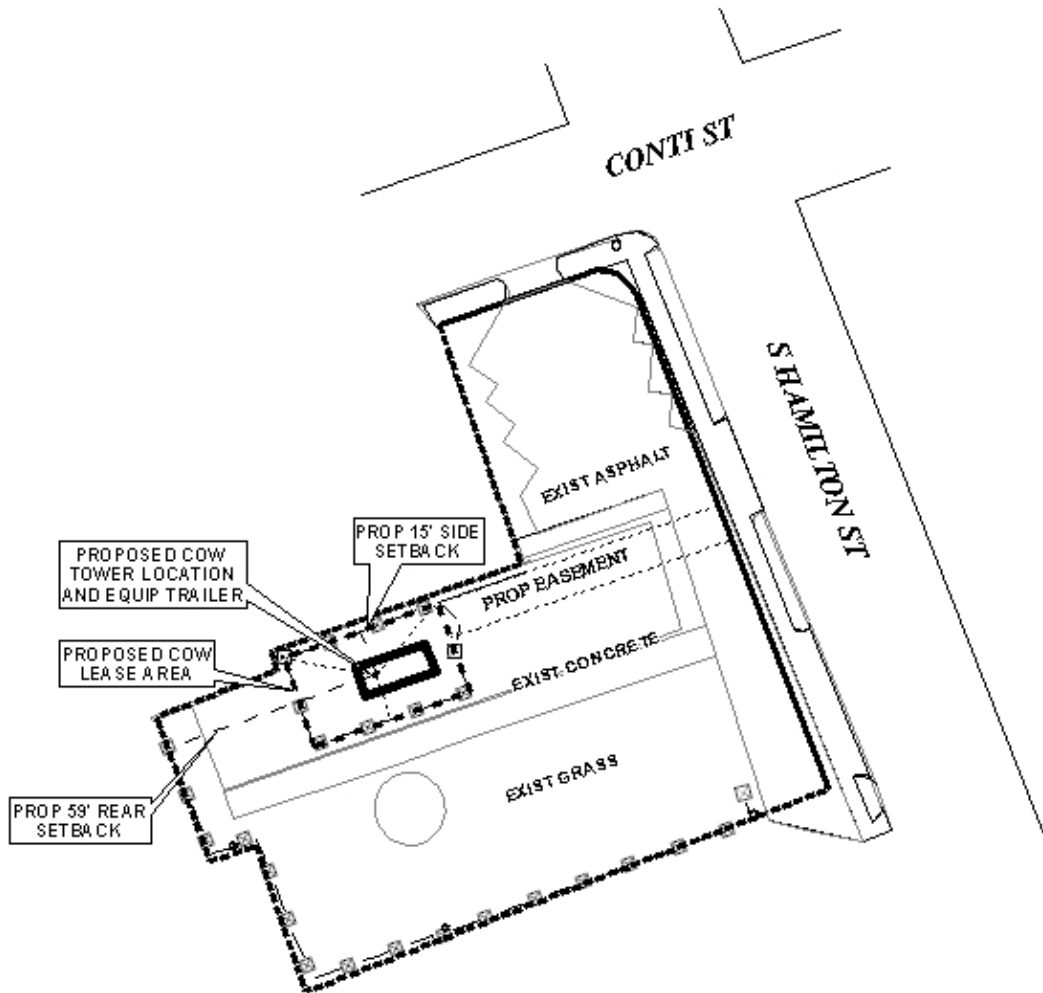 CONTI ST
S HAMILTON ST
EXIST ASPHALT
PROP 15' SIDE
SETBACK
PROPOSED COW
TOWER LOCATION
AND EQUIP TRAILER
PROP EASEMENT
PROPOSED COW
LEASE AREA
EXIST CONCRETE
EXIST GRASS
PROP 59' REAR
SETBACK